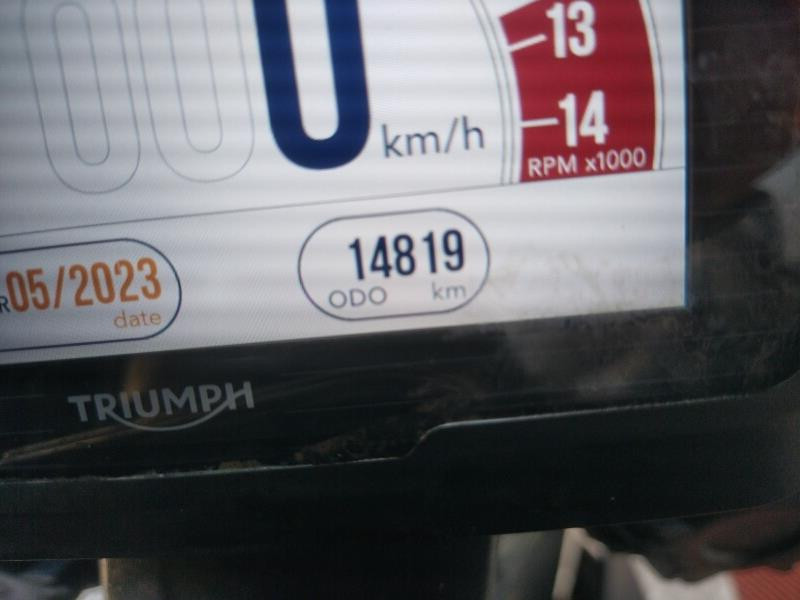 0 km/h
13
14
RPM x1000
05/2023
date
14819
ODO km
TRIUMPH